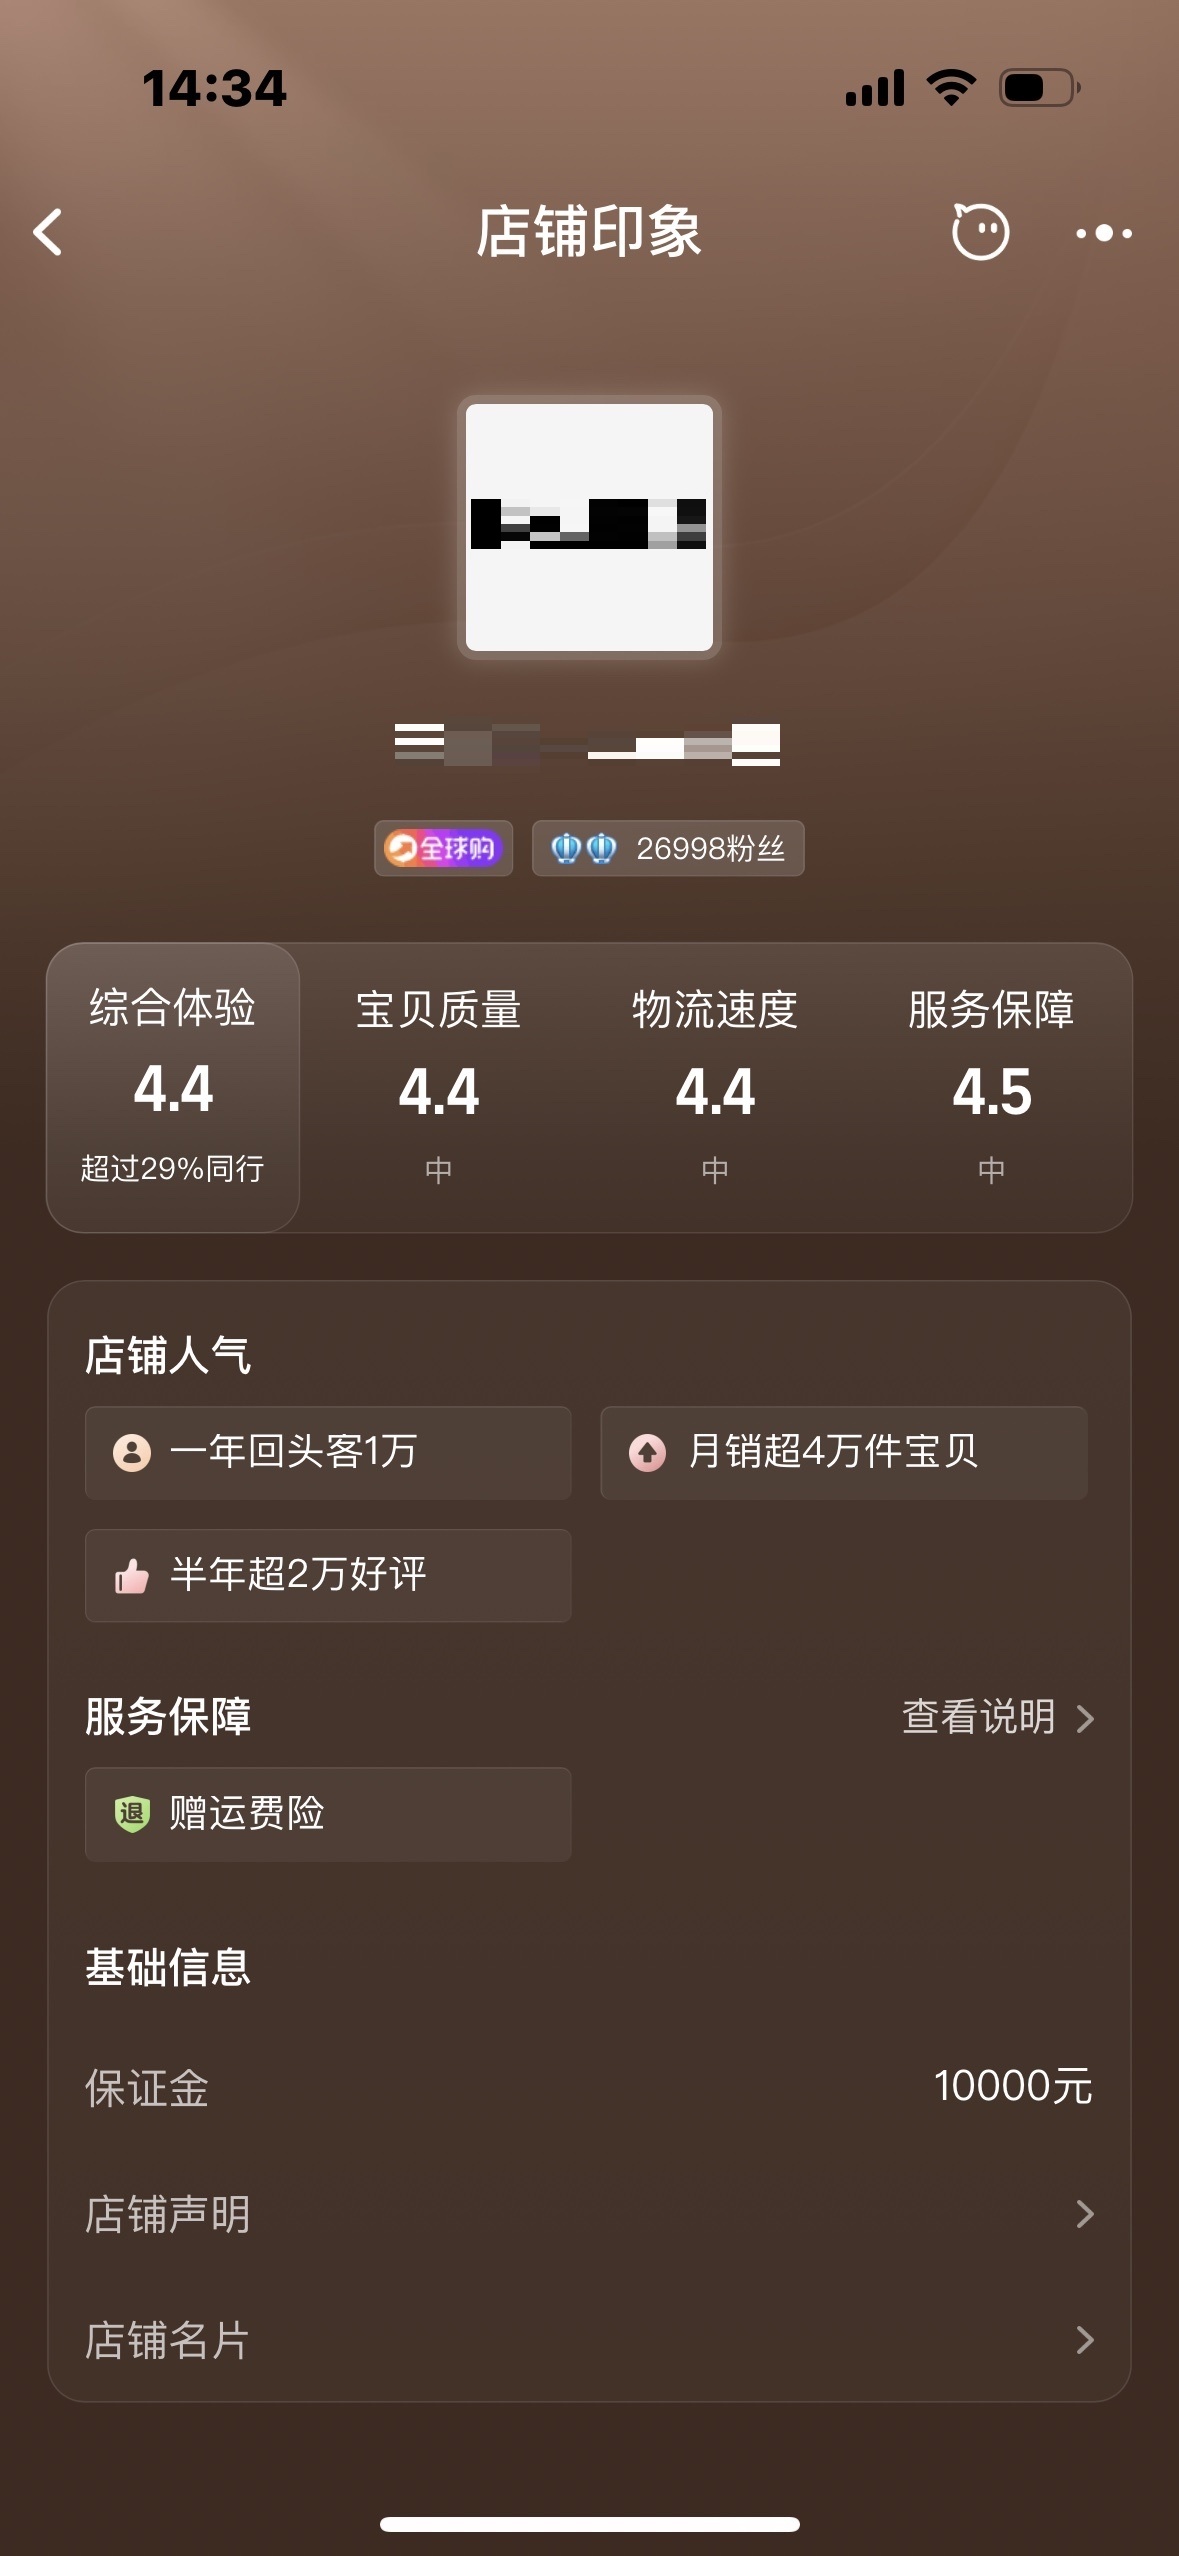 14:34
店铺印象
全球购 26998粉丝
综合体验 宝贝质量 物流速度 服务保障
4.4 4.4 4.4 4.5
超过29%同行 中 中 中
店铺人气
一年回头客1万 月销超4万件宝贝
半年超2万好评
服务保障 查看说明
退 赠运费险
基础信息
保证金 10000元
店铺声明
店铺名片